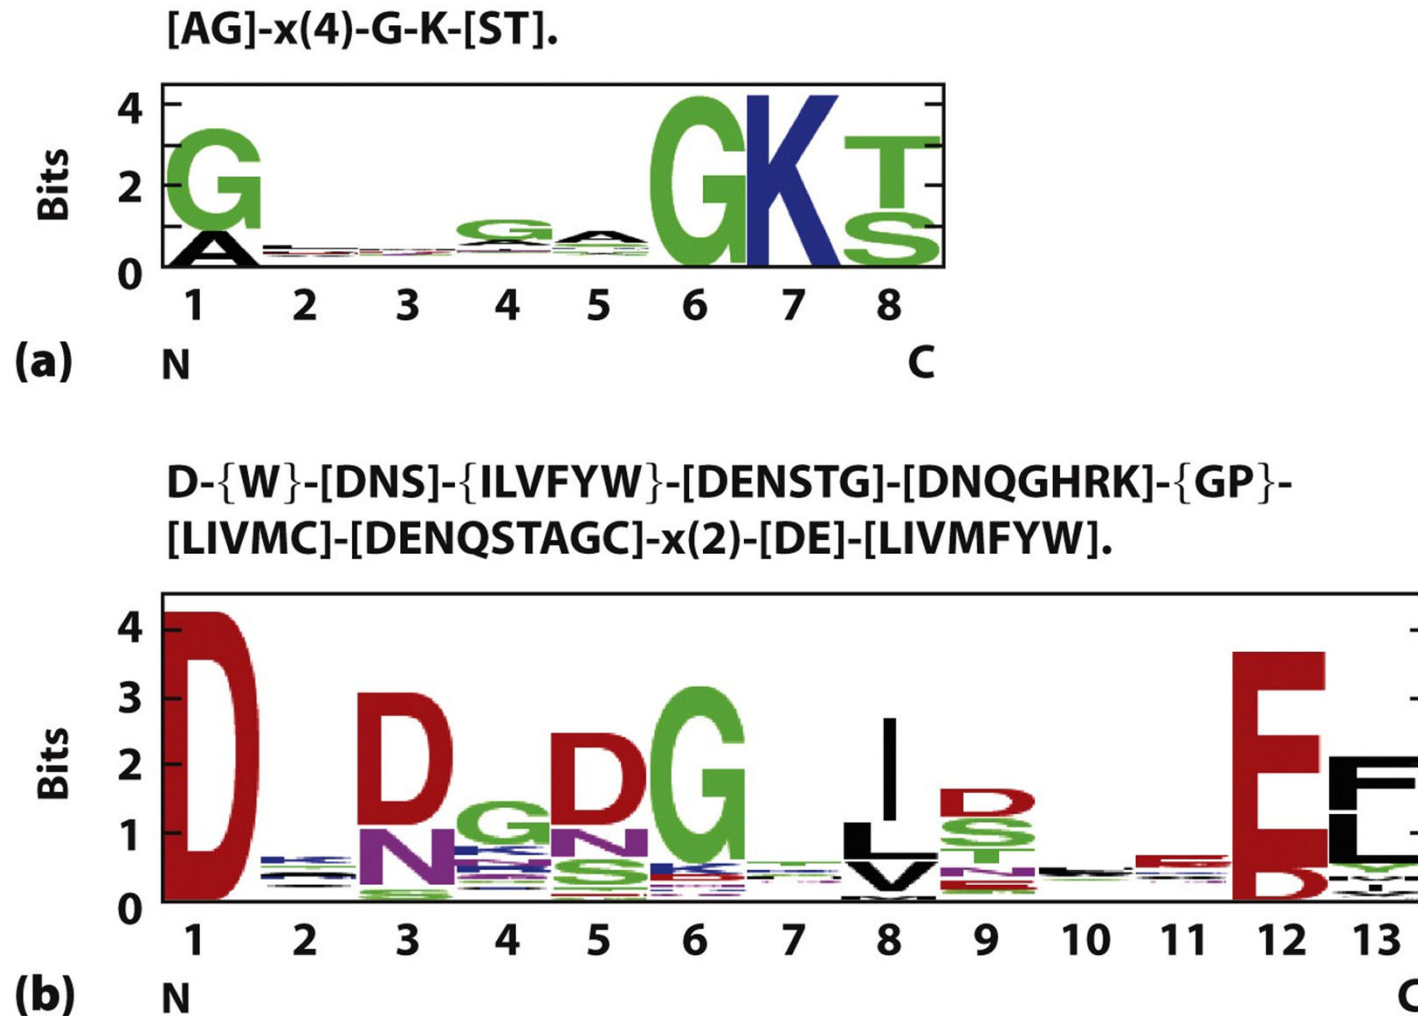 [AG]-x(4)-G-K-[ST].
4
Bits
2
0
G
A
G
A
G
K
T
S
1 2 3 4 5 6 7 8
(a) N C
D-{W}-[DNS]-{ILVFYW}-[DENSTG]-[DNQGHRK]-{GP}-
[LIVMC]-[DENQSTAGC]-x(2)-[DE]-[LIVMFYW].
4
3
Bits
2
1
0
D
D
N
S
G
D
N
S
G
I
L
V
D
S
T
N
E
E
E
D
F
L
Y
1 2 3 4 5 6 7 8 9 10 11 12 13
(b) N C